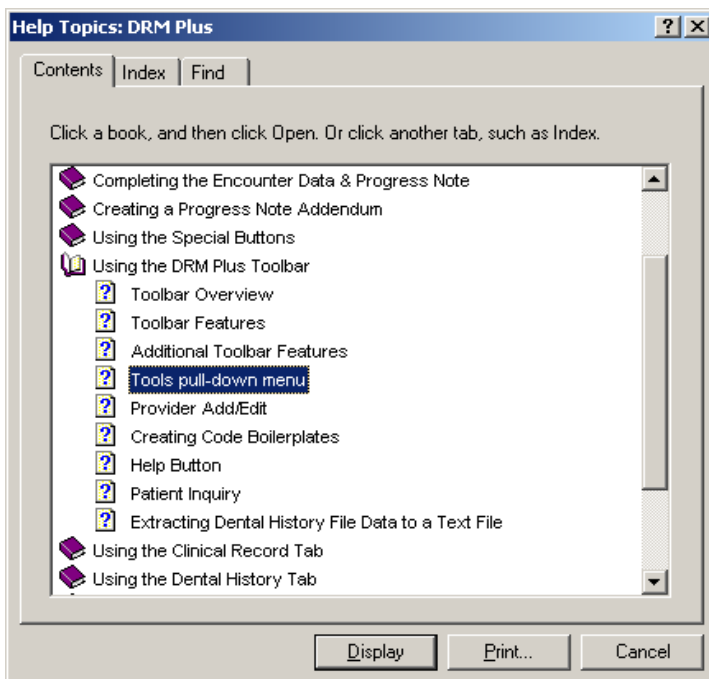 Help Topics: DRM Plus
Contents
Index
Find
Click a book, and then click Open. Or click another tab, such as Index.
Completing the Encounter Data & Progress Note
Creating a Progress Note Addendum
Using the Special Buttons
Using the DRM Plus Toolbar
Toolbar Overview
Toolbar Features
Additional Toolbar Features
Tools pull-down menu
Provider Add/Edit
Creating Code Boilerplates
Help Button
Patient Inquiry
Extracting Dental History File Data to a Text File
Using the Clinical Record Tab
Using the Dental History Tab
Display
Print...
Cancel